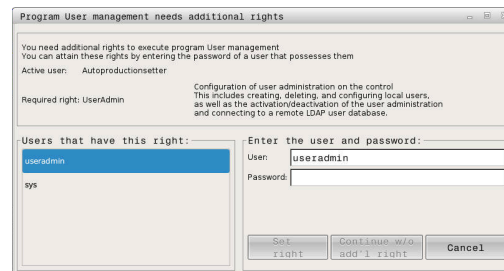 Program User management needs additional rights
You need additional rights to execute program User management
You can attain these rights by entering the password of a user that possesses them
Active user: Autoproductionsetter
Required right: UserAdmin
Configuration of user administration on the control
This includes creating, deleting, and configuring local users,
as well as the activation/deactivation of the user administration
and connecting to a remote LDAP user database.
Users that have this right:
useradmin
sys
Enter the user and password:
User: useradmin
Password:
Set
right
Continue w/o
add'l right
Cancel